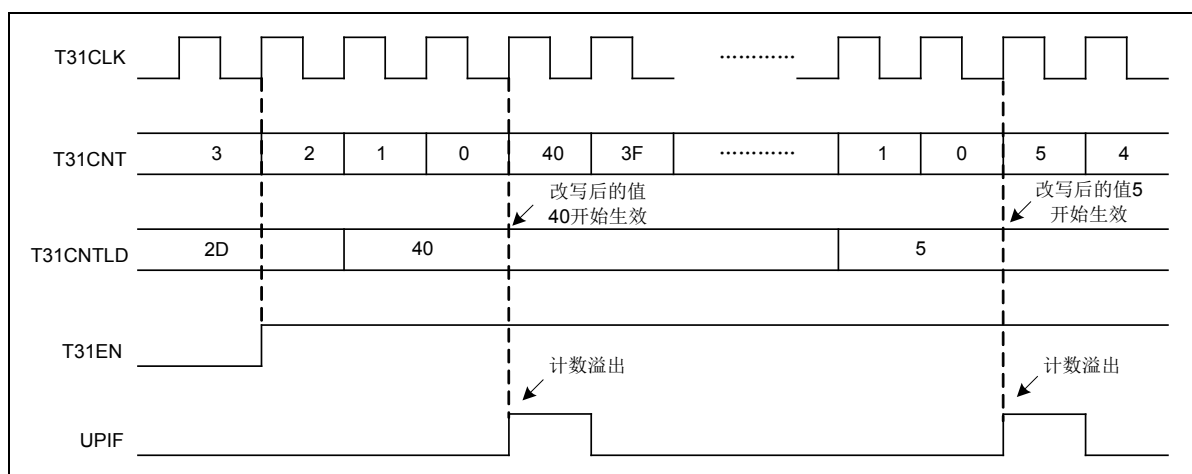 T31CLK
…………
T31CNT 3 2 1 0 40 3F ………… 1 0 5 4
改写后的值
40开始生效
改写后的值5
开始生效
T31CNTLD 2D 40 5
T31EN
计数溢出 计数溢出
UPIF